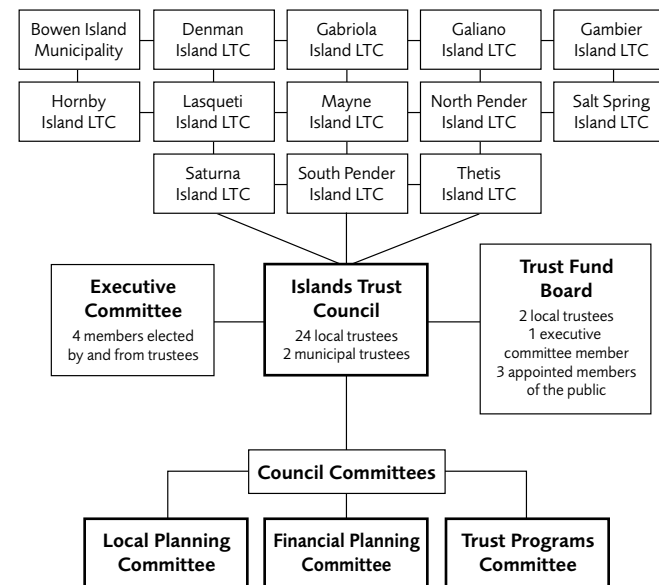 Bowen Island
Municipality
Denman
Island LTC
Gabriola
Island LTC
Galiano
Island LTC
Gambier
Island LTC
Hornby
Island LTC
Lasqueti
Island LTC
Mayne
Island LTC
North Pender
Island LTC
Salt Spring
Island LTC
Saturna
Island LTC
South Pender
Island LTC
Thetis
Island LTC
Executive
Committee
4 members elected
by and from trustees
Islands Trust
Council
24 local trustees
2 municipal trustees
Trust Fund
Board
2 local trustees
1 executive
committee member
3 appointed members
of the public
Council Committees
Local Planning
Committee
Financial Planning
Committee
Trust Programs
Committee